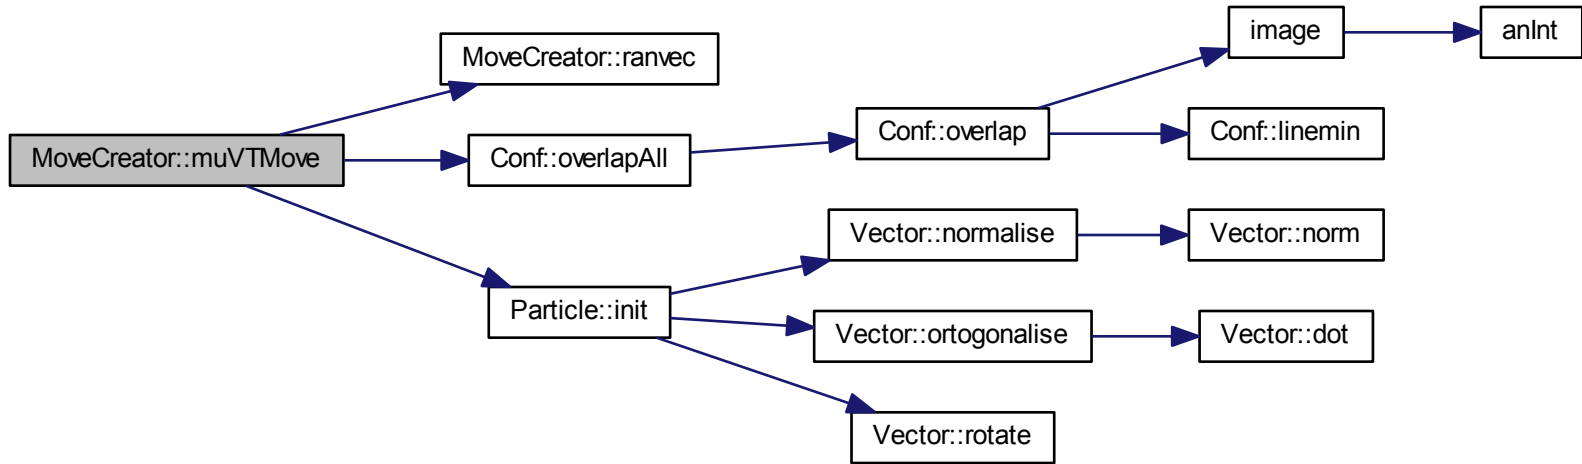 image
anInt
MoveCreator::ranvec
Conf::overlap
Conf::linemin
MoveCreator::muVTMove
Conf::overlapAll
Vector::normalise
Vector::norm
Particle::init
Vector::ortogonalise
Vector::dot
Vector::rotate